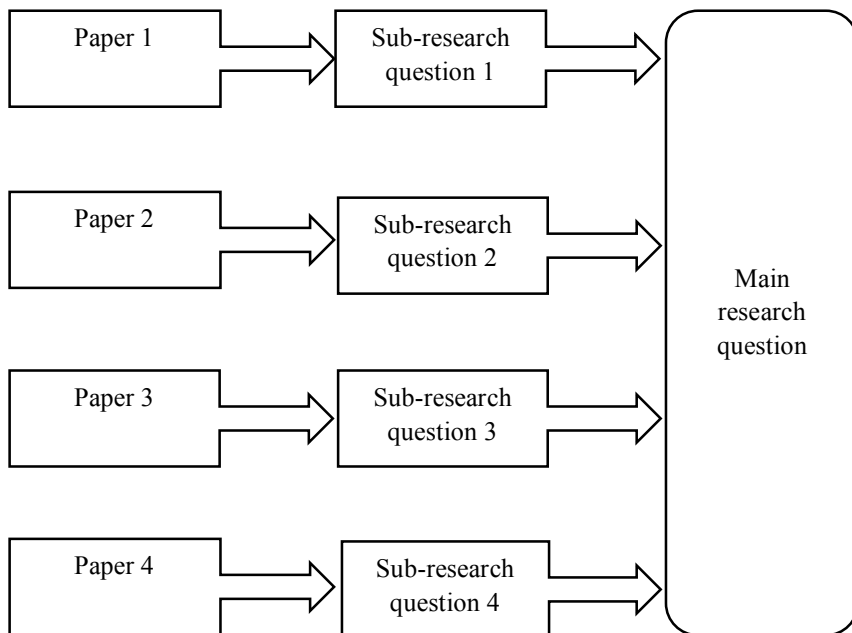 Paper 1
Sub-research
question 1
Paper 2
Sub-research
question 2
Paper 3
Sub-research
question 3
Paper 4
Sub-research
question 4
Main
research
question